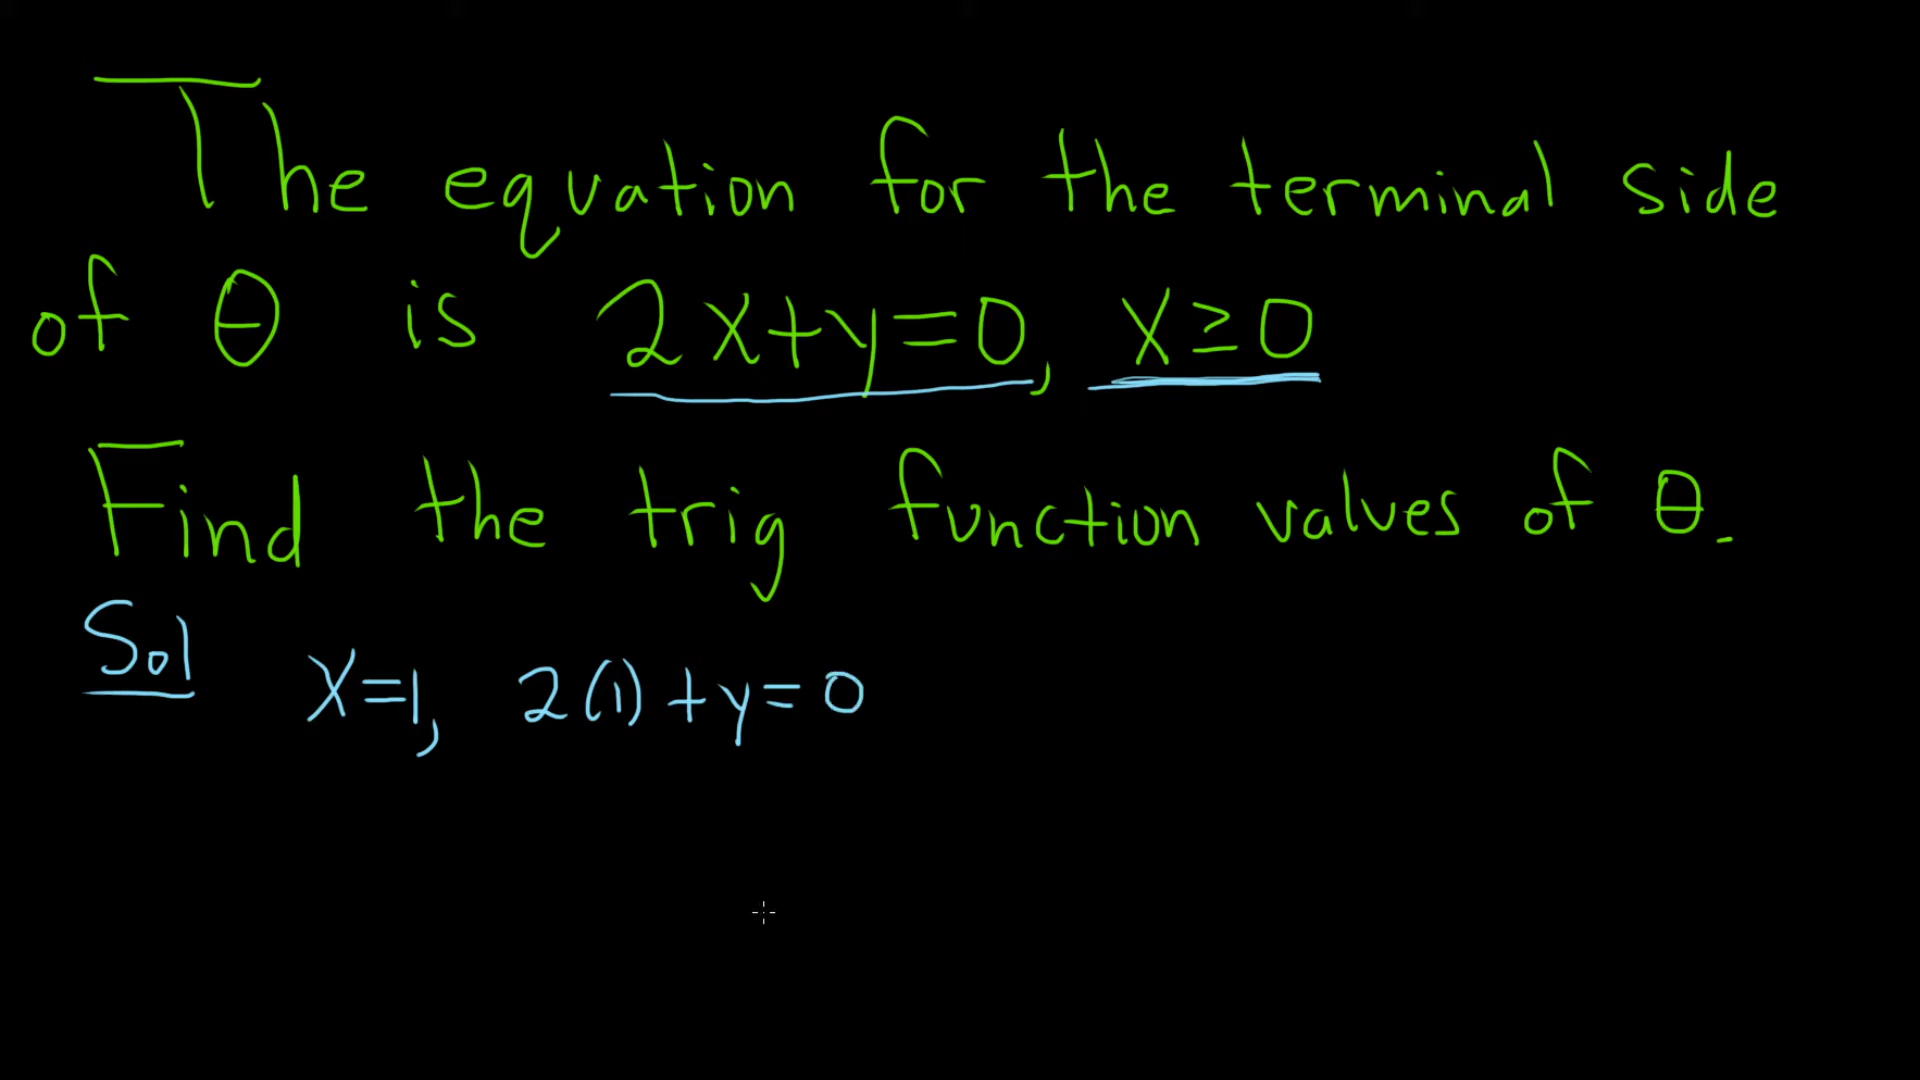 The equation for the terminal side
of θ is 2x+y=0, x≥0
Find the trig function values of θ.
Sol x=1, 2(1)+y=0